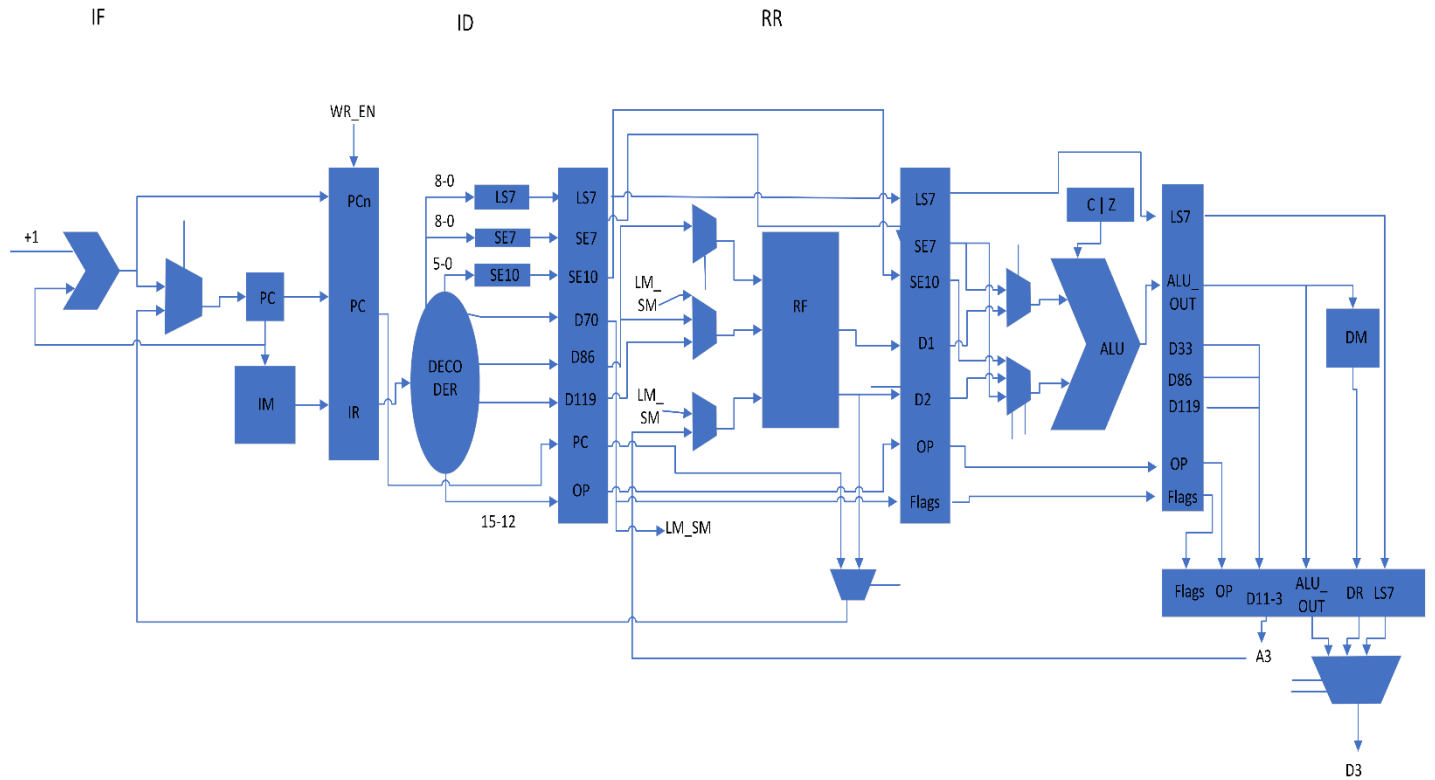 IF
ID
RR
WR_EN
+1
PC
IM
PCn
PC
IR
8-0
8-0
5-0
LS7
SE7
SE10
DECO
DER
15-12
LS7
SE7
SE10
D70
D86
D119
PC
OP
LM_
SM
LM_
SM
LM_SM
RF
LS7
SE7
SE10
D1
D2
OP
Flags
C | Z
ALU
LS7
ALU_
OUT
D33
D86
D119
OP
Flags
DM
Flags
OP
D11-3
ALU_
OUT
DR
LS7
A3
D3